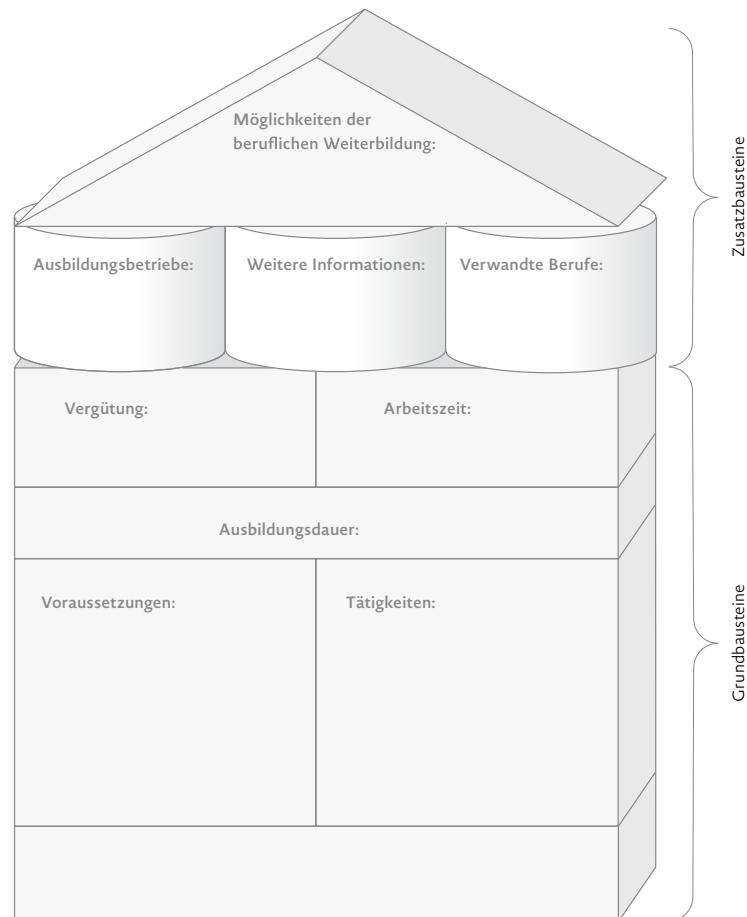 Möglichkeiten der
beruflichen Weiterbildung:
Zusatzbausteine
Ausbildungsbetriebe:
Weitere Informationen:
Verwandte Berufe:
Vergütung:
Arbeitszeit:
Ausbildungsdauer:
Voraussetzungen:
Tätigkeiten:
Grundbausteine